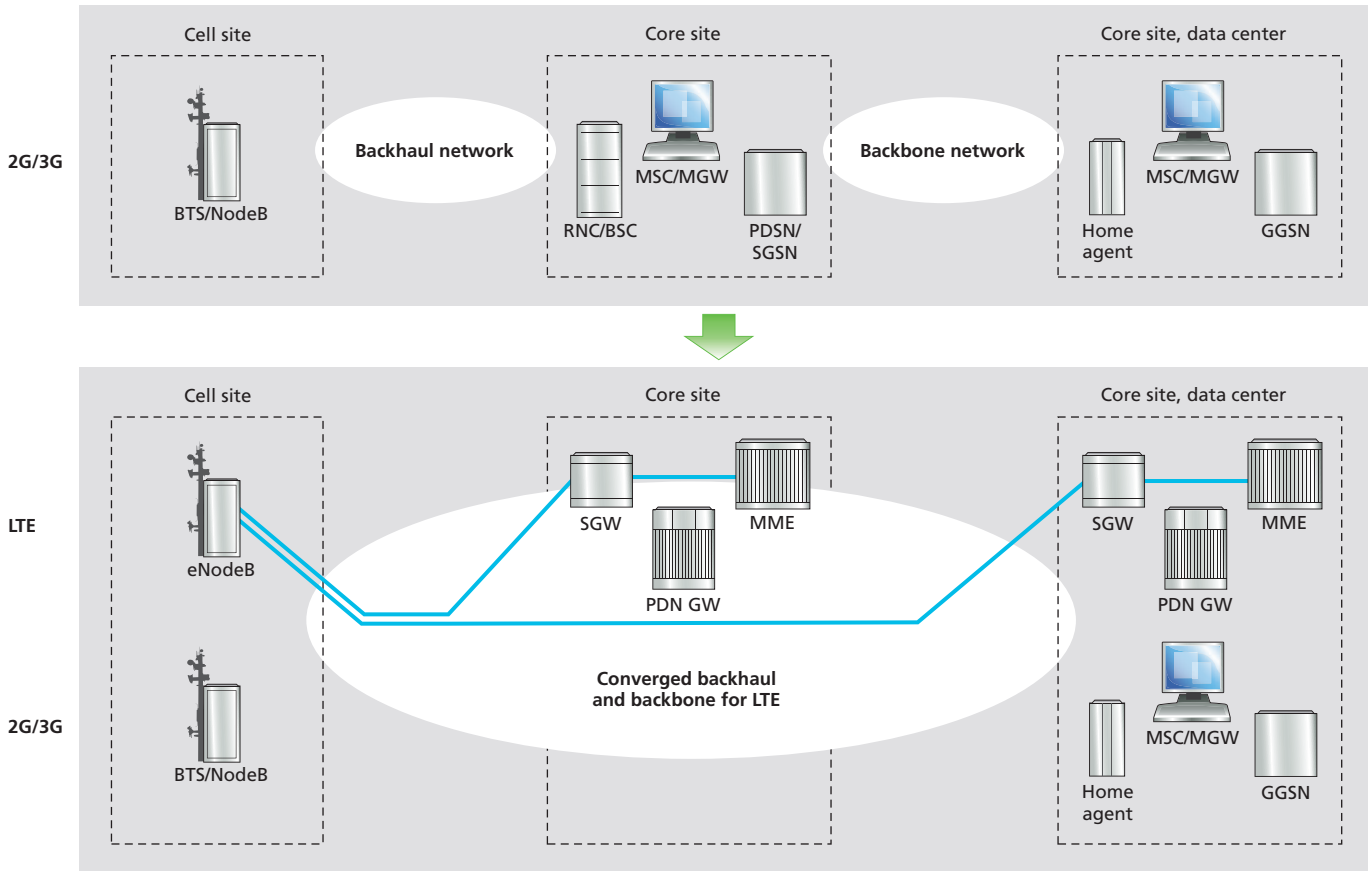 Cell site
Core site
Core site, data center
2G/3G
BTS/NodeB
Backhaul network
RNC/BSC
MSC/MGW
PDSN/
SGSN
Backbone network
Home
agent
MSC/MGW
GGSN
Cell site
Core site
Core site, data center
LTE
eNodeB
SGW
MME
PDN GW
SGW
MME
PDN GW
Converged backhaul
and backbone for LTE
2G/3G
BTS/NodeB
Home
agent
MSC/MGW
GGSN